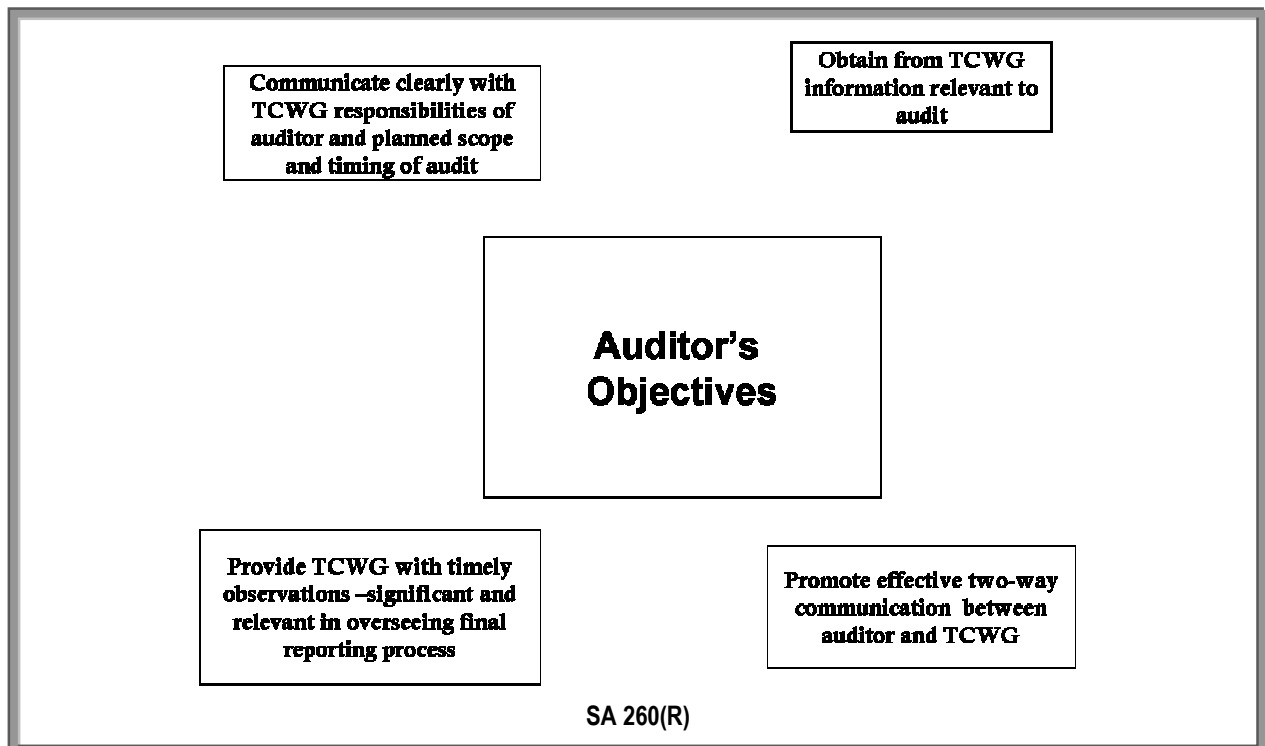 Communicate clearly with
TCWG responsibilities of
auditor and planned scope
and timing of audit
Obtain from TCWG
information relevant to
audit
Auditor's
Objectives
Provide TCWG with timely
observations –significant and
relevant in overseeing final
reporting process
Promote effective two-way
communication between
auditor and TCWG
SA 260(R)